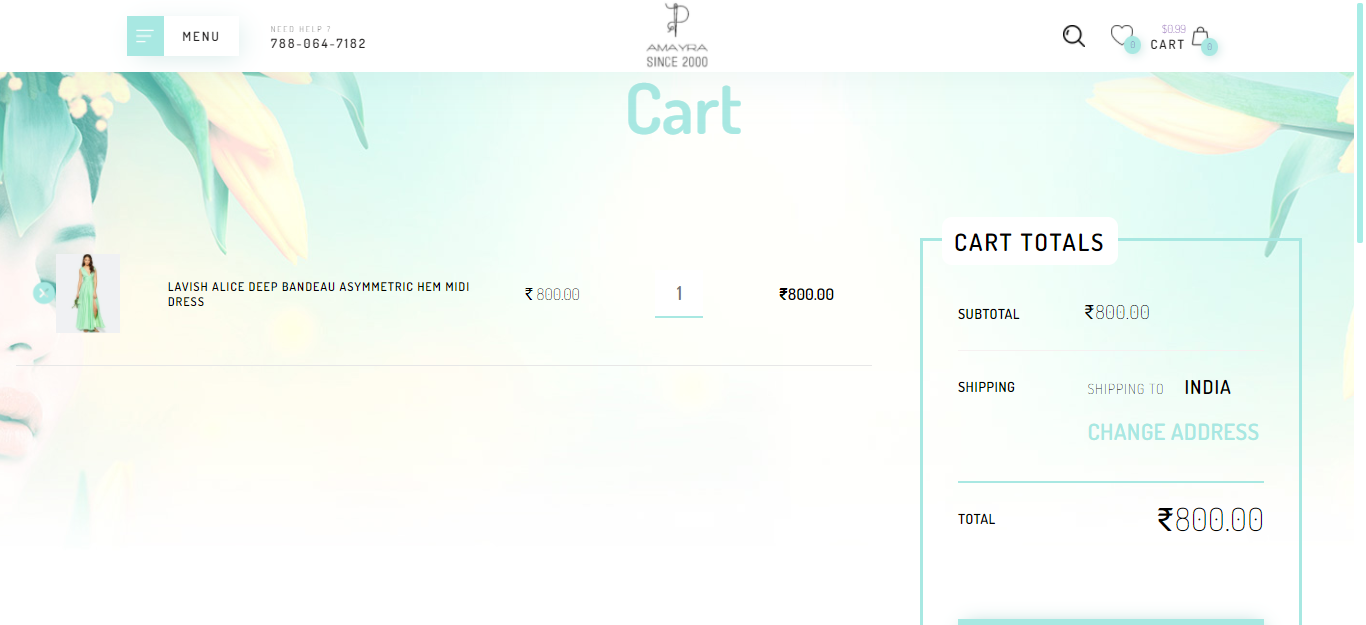 MENU
NEED HELP ?
788-064-7182
AMAYRA
SINCE 2000
0
$0.99
CART
0
Cart
CART TOTALS
LAVISH ALICE DEEP BANDEAU ASYMMETRIC HEM MIDI
DRESS
₹ 800.00
1
₹800.00
SUBTOTAL
₹800.00
SHIPPING
SHIPPING TO INDIA
CHANGE ADDRESS
TOTAL
₹800.00